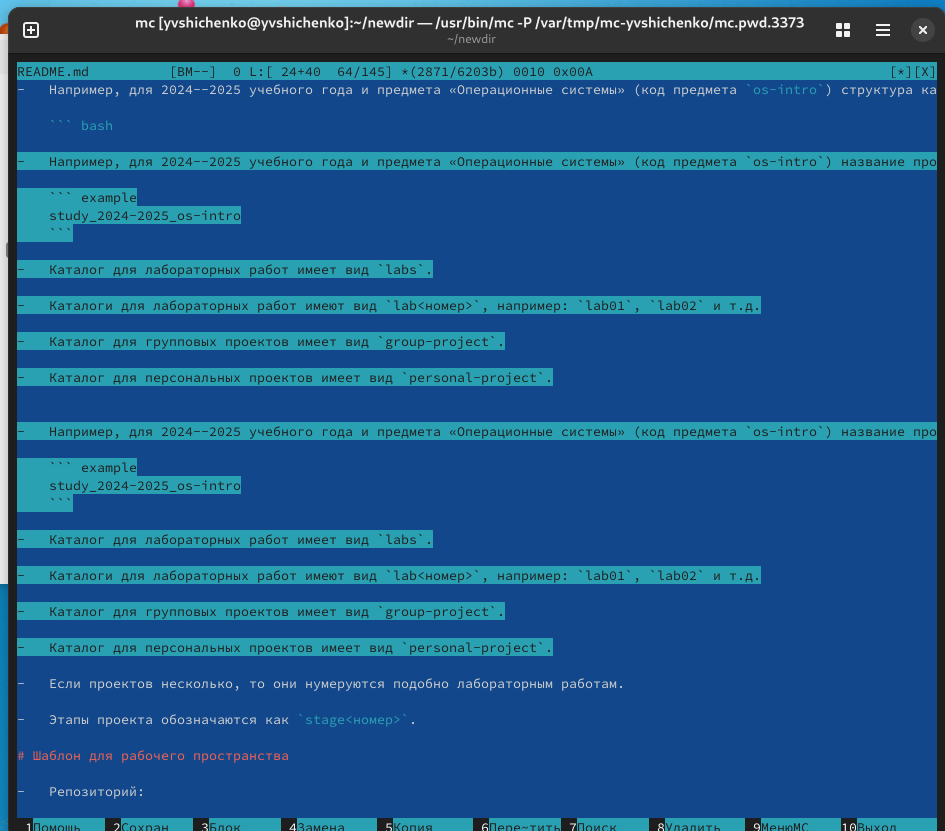 mc [yvshichenko@yvshichenko]:~/newdir — /usr/bin/mc -P /var/tmp/mc-yvshichenko/mc.pwd.3373
~/newdir
README.md [BM--] 0 L:[ 24+40 64/145] *(2871/6203b) 0010 0x00A [*][X]
- Например, для 2024--2025 учебного года и предмета «Операционные системы» (код предмета `os-intro`) структура ка
``` bash
- Например, для 2024--2025 учебного года и предмета «Операционные системы» (код предмета `os-intro`) название про
``` example
study_2024-2025_os-intro
```
- Каталог для лабораторных работ имеет вид `labs`.
- Каталоги для лабораторных работ имеют вид `lab<номер>`, например: `lab01`, `lab02` и т.д.
- Каталог для групповых проектов имеет вид `group-project`.
- Каталог для персональных проектов имеет вид `personal-project`.
- Например, для 2024--2025 учебного года и предмета «Операционные системы» (код предмета `os-intro`) название про
``` example
study_2024-2025_os-intro
```
- Каталог для лабораторных работ имеет вид `labs`.
- Каталоги для лабораторных работ имеют вид `lab<номер>`, например: `lab01`, `lab02` и т.д.
- Каталог для групповых проектов имеет вид `group-project`.
- Каталог для персональных проектов имеет вид `personal-project`.
- Если проектов несколько, то они нумеруются подобно лабораторным работам.
- Этапы проекта обозначаются как `stage<номер>`.
# Шаблон для рабочего пространства
- Репозиторий:
1Помощь 2Сохран 3Блок 4Замена 5Копия 6Пере~тить 7Поиск 8Удалить 9МенюMC 10Выход